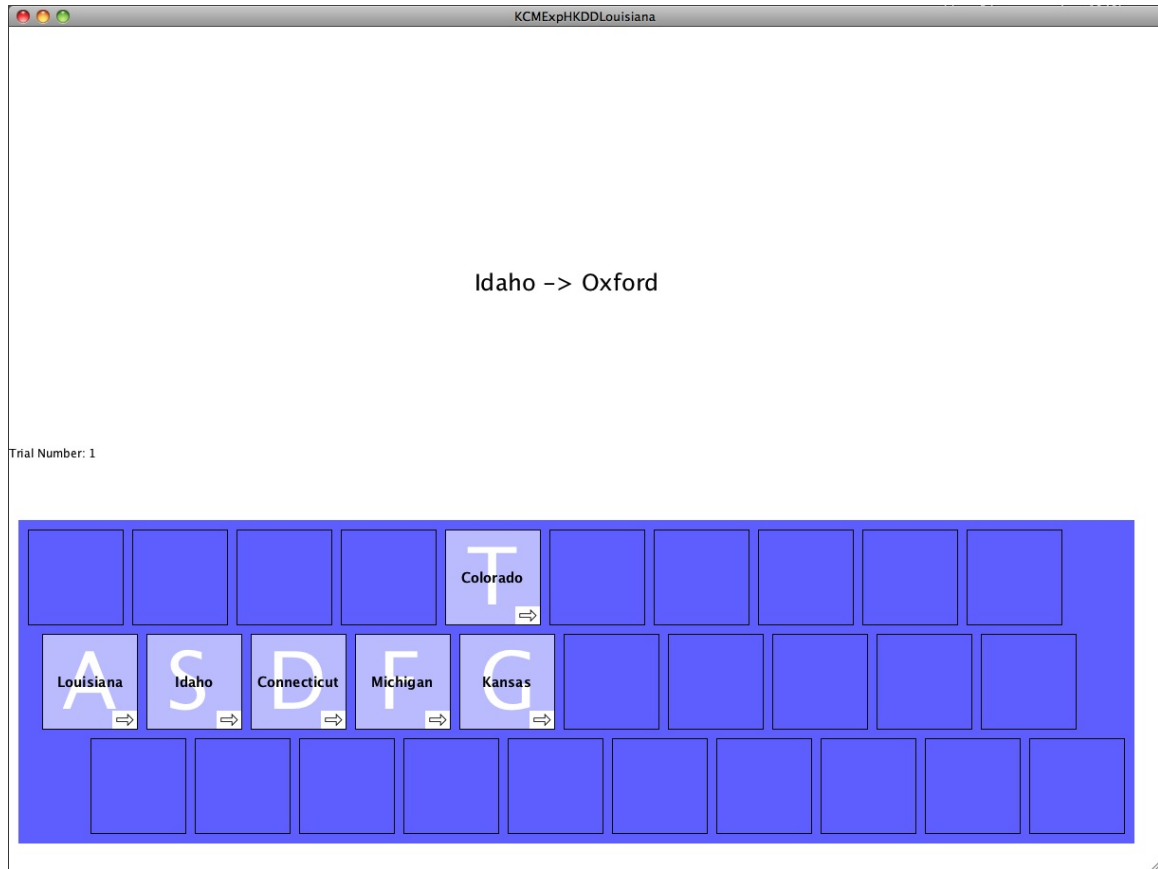 KCMExpHKDDLouisiana
Idaho -> Oxford
Trial Number: 1
T
Colorado
A
Louisiana
S
Idaho
D
Connecticut
F
Michigan
G
Kansas